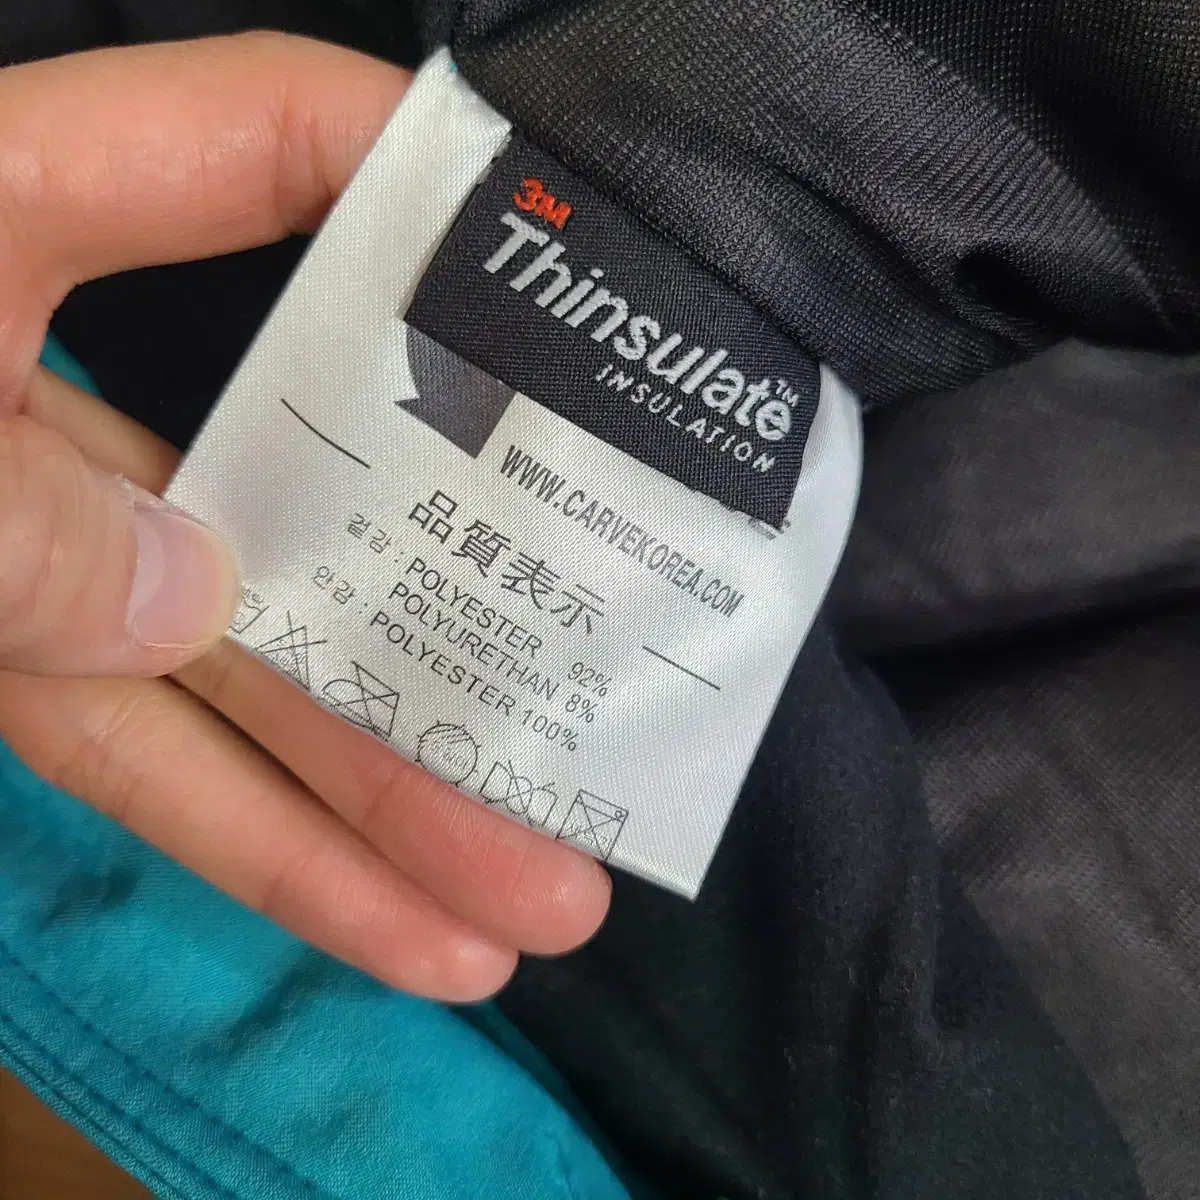 3M
Thinsulate™
INSULATION
WWW.CARVEKOREA.COM
品質表示
겉감 : POLYESTER 92%
POLYURETHAN 8%
안감 : POLYESTER 100%